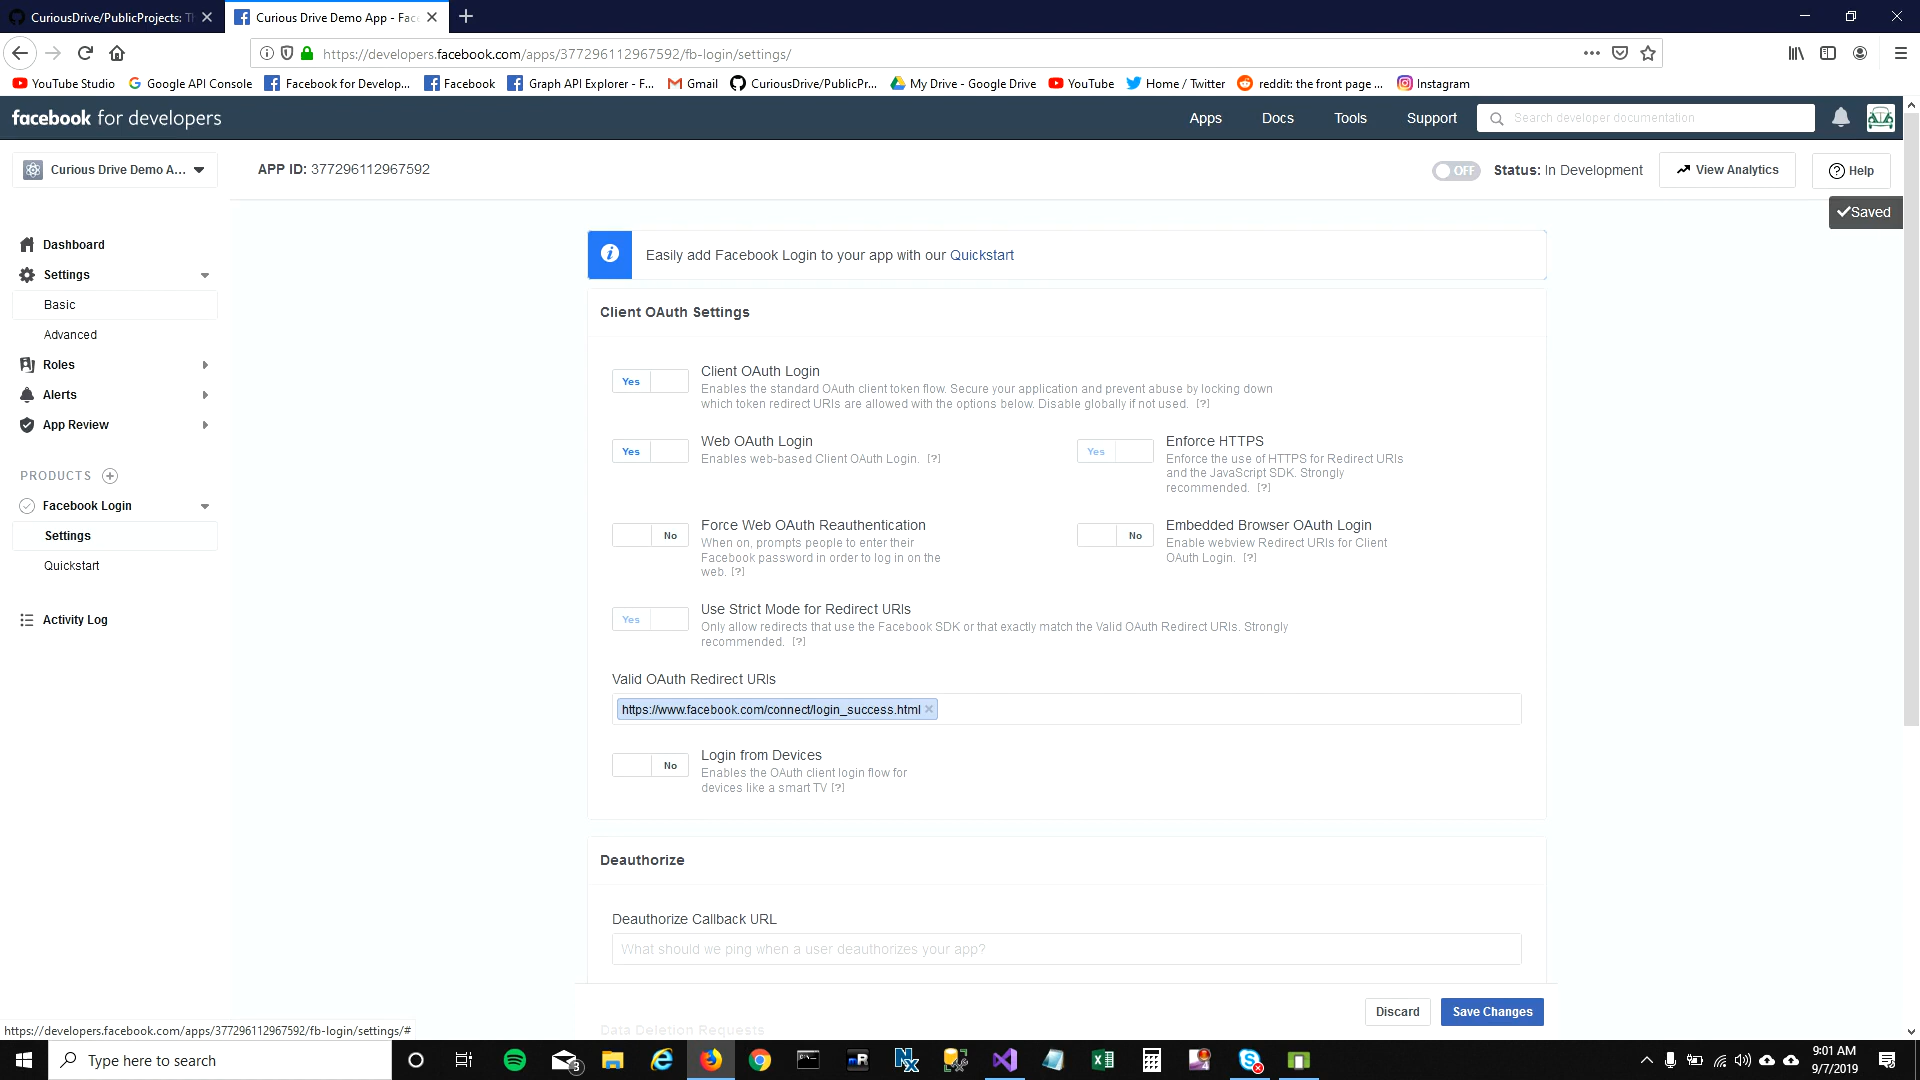 CuriousDrive/PublicProjects: Th
Curious Drive Demo App - Fac
https://developers.facebook.com/apps/377296112967592/fb-login/settings/
YouTube Studio
Google API Console
Facebook for Develop...
Facebook
Graph API Explorer - F...
Gmail
CuriousDrive/PublicPr...
My Drive - Google Drive
YouTube
Home / Twitter
reddit: the front page ...
Instagram
facebook for developers
Apps
Docs
Tools
Support
Search developer documentation
Curious Drive Demo A...
APP ID: 377296112967592
OFF
Status: In Development
View Analytics
Help
Saved
Dashboard
Settings
Basic
Advanced
Roles
Alerts
App Review
PRODUCTS
Facebook Login
Settings
Quickstart
Activity Log
Easily add Facebook Login to your app with our Quickstart
Client OAuth Settings
Yes
Client OAuth Login
Enables the standard OAuth client token flow. Secure your application and prevent abuse by locking down
which token redirect URIs are allowed with the options below. Disable globally if not used. [?]
Yes
Web OAuth Login
Enables web-based Client OAuth Login. [?]
Yes
Enforce HTTPS
Enforce the use of HTTPS for Redirect URIs
and the JavaScript SDK. Strongly
recommended. [?]
No
Force Web OAuth Reauthentication
When on, prompts people to enter their
Facebook password in order to log in on the
web. [?]
No
Embedded Browser OAuth Login
Enable webview Redirect URIs for Client
OAuth Login. [?]
Yes
Use Strict Mode for Redirect URIs
Only allow redirects that use the Facebook SDK or that exactly match the Valid OAuth Redirect URIs. Strongly
recommended. [?]
Valid OAuth Redirect URIs
https://www.facebook.com/connect/login_success.html
No
Login from Devices
Enables the OAuth client login flow for
devices like a smart TV [?]
Deauthorize
Deauthorize Callback URL
What should we ping when a user deauthorizes your app?
Discard
Save Changes
Data Deletion Requests
https://developers.facebook.com/apps/377296112967592/fb-login/settings/#
Type here to search
3
9:01 AM
9/7/2019